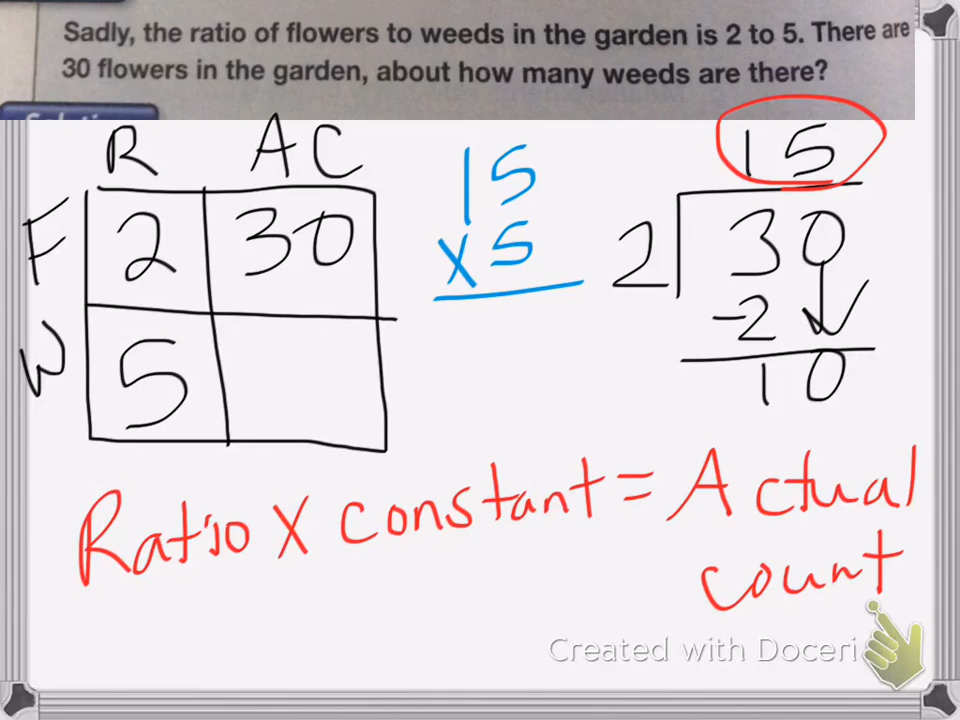 Sadly, the ratio of flowers to weeds in the garden is 2 to 5. There are
30 flowers in the garden, about how many weeds are there?
R AC
F 2 30
W 5
15
x 5
15
2 30
-2
10
Ratio X constant = Actual
count
Created with Doceri